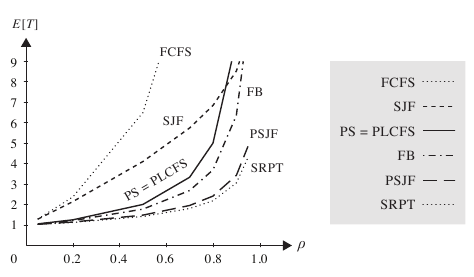 E[T]
FCFS
9
8
7
6
5
4
3
2
1
0
SJF
PS = PLCFS
FB
PSJF
SRPT
0.2
0.4
0.6
0.8
1.0
ρ
FCFS
SJF
PS = PLCFS
FB
PSJF
SRPT